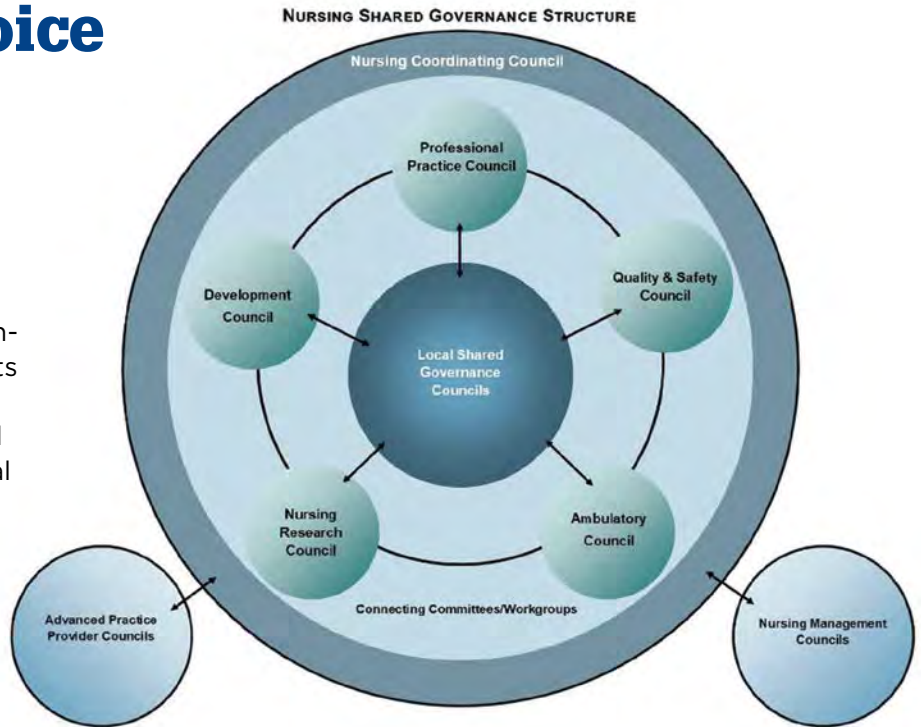 NURSING SHARED GOVERNANCE STRUCTURE
Nursing Coordinating Council
Professional
Practice Council
Development
Council
Quality & Safety
Council
Local Shared
Governance
Councils
Nursing
Research
Council
Ambulatory
Council
Connecting Committees/Workgroups
Advanced Practice
Provider Councils
Nursing Management
Councils